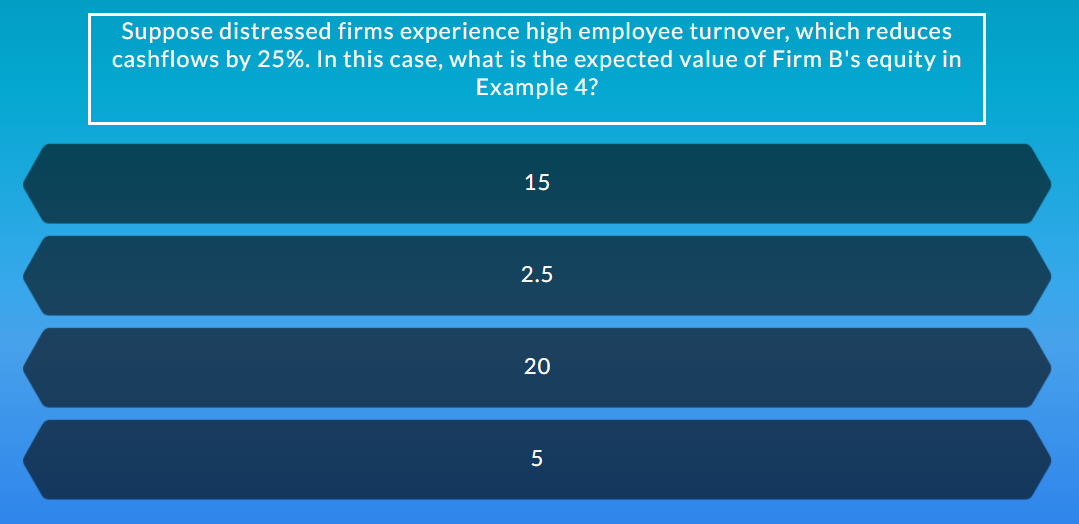 Suppose distressed firms experience high employee turnover, which reduces
cashflows by 25%. In this case, what is the expected value of Firm B's equity in
Example 4?
15
2.5
20
5